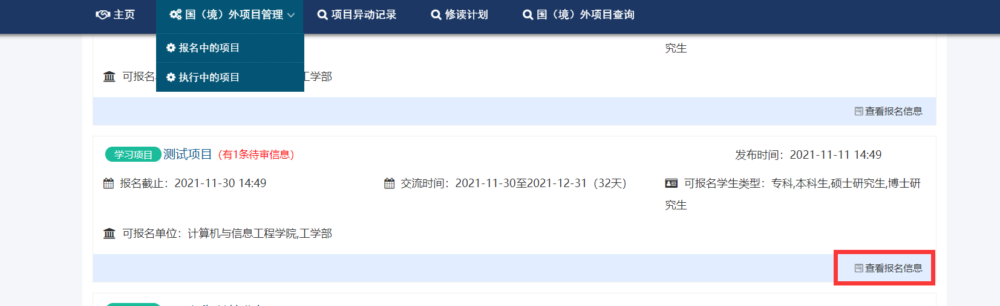 主页 国（境）外项目管理 项目异动记录 修读计划 国（境）外项目查询
报名中的项目
究生
执行中的项目
可报名 工学部
查看报名信息
学习项目 测试项目（有1条待审信息） 发布时间：2021-11-11 14:49
报名截止：2021-11-30 14:49 交流时间：2021-11-30至2021-12-31（32天） 可报名学生类型：专科,本科生,硕士研究生,博士研
究生
可报名单位：计算机与信息工程学院,工学部
查看报名信息